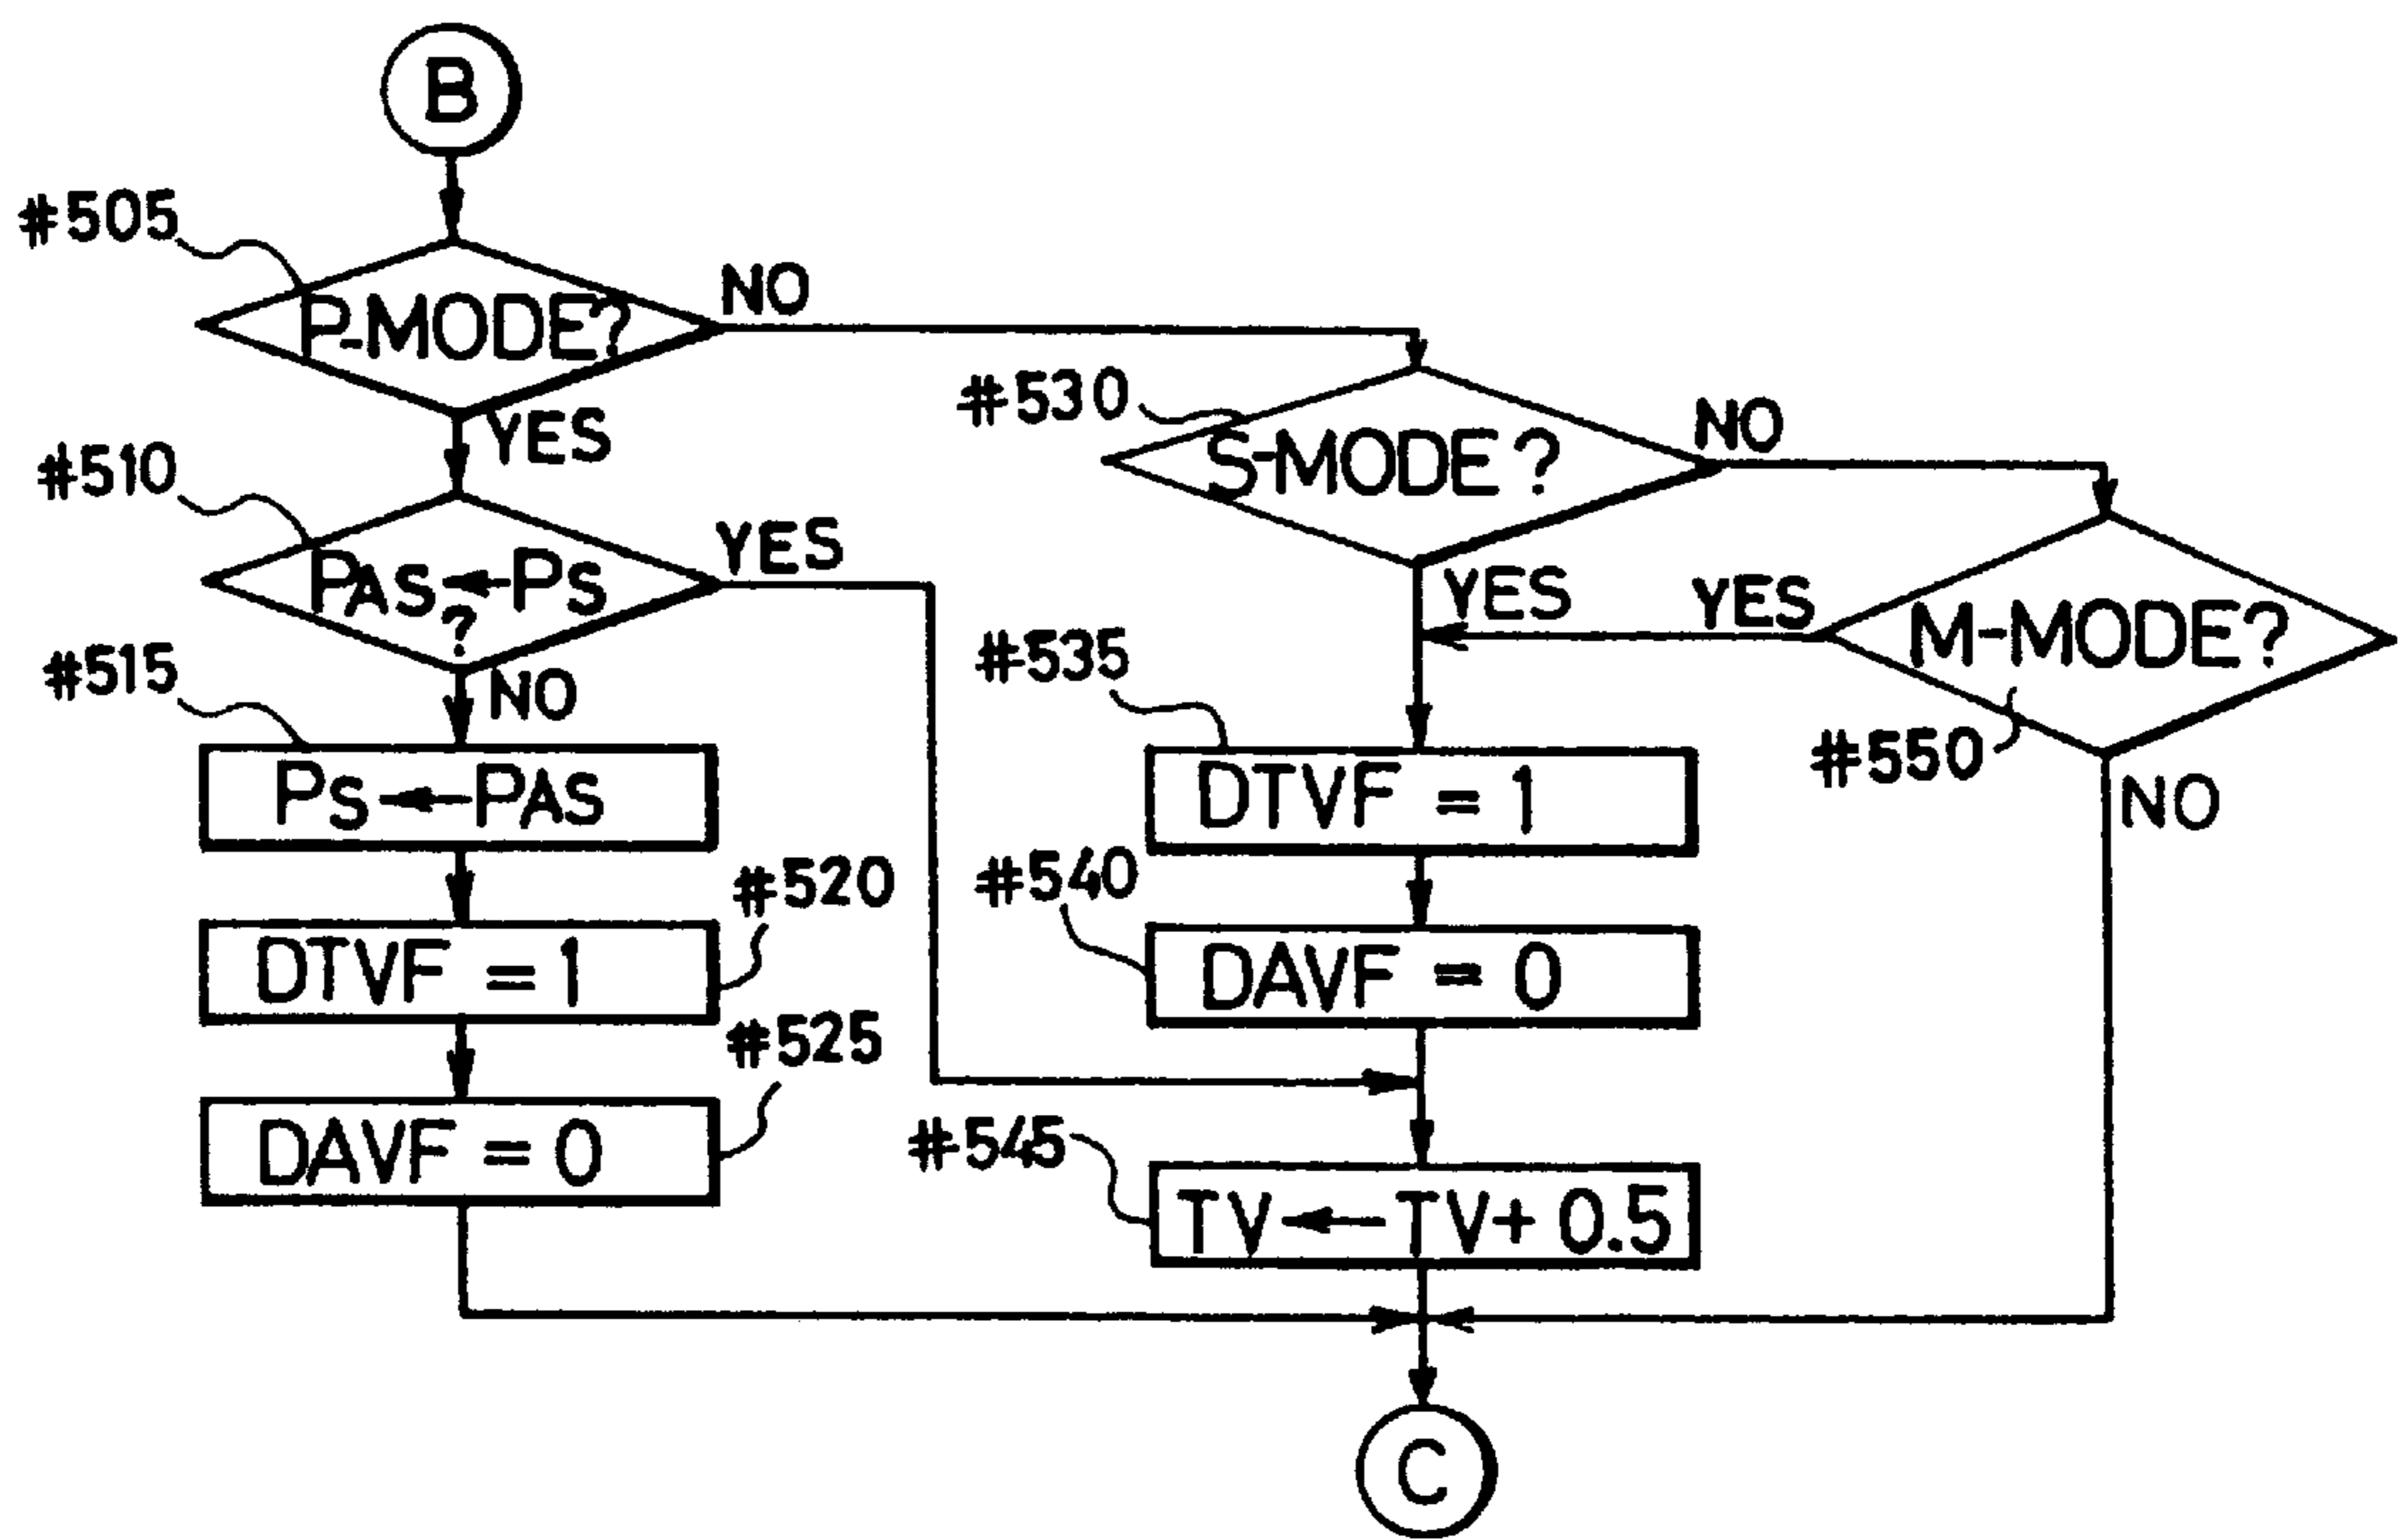 B
#505
P-MODE?
NO
YES
#510
PAS←PS
?
YES
NO
#515
PS←PAS
#520
DTVF = 1
#525
DAVF = 0
#530
S-MODE?
NO
YES
YES
M-MODE?
#550
NO
#535
DTVF = 1
#540
DAVF = 0
#545
TV←TV+0.5
C